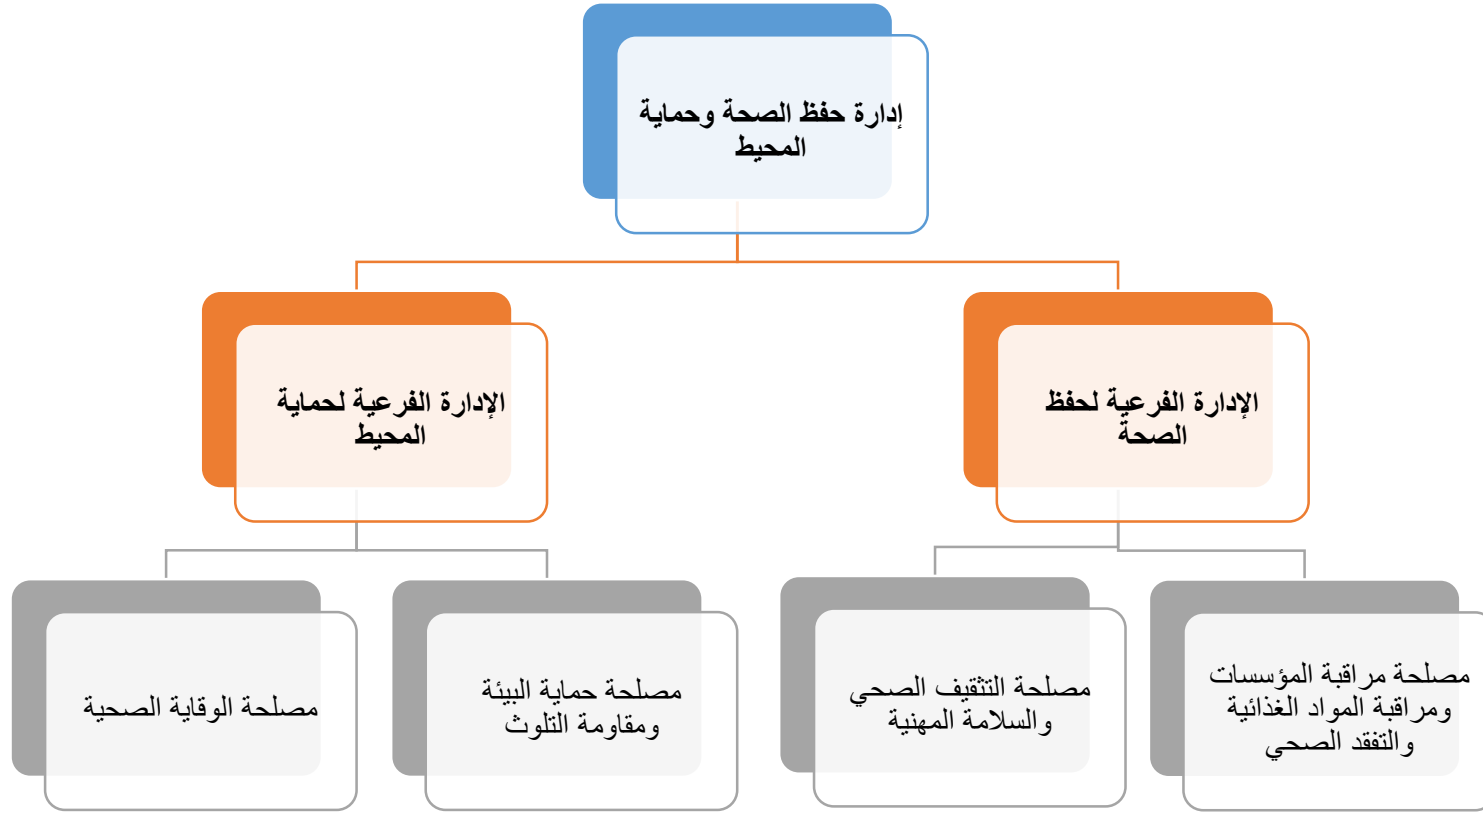 إدارة حفظ الصحة وحماية
المحيط
الإدارة الفرعية لحفظ
الصحة
الإدارة الفرعية لحماية
المحيط
مصلحة مراقبة المؤسسات
ومراقبة المواد الغذائية
والتفقد الصحي
مصلحة التثقيف الصحي
والسلامة المهنية
مصلحة حماية البيئة
ومقاومة التلوث
مصلحة الوقاية الصحية